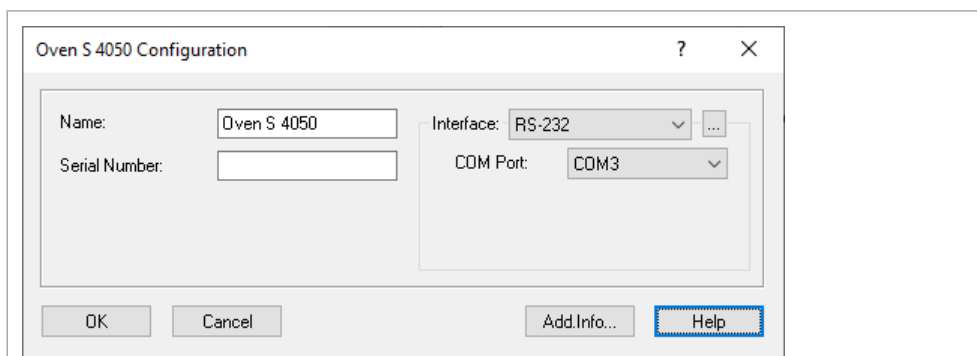 Oven S 4050 Configuration ?
Name: Oven S 4050 Interface: RS-232 ...
Serial Number: COM Port: COM3
OK Cancel Add.Info... Help